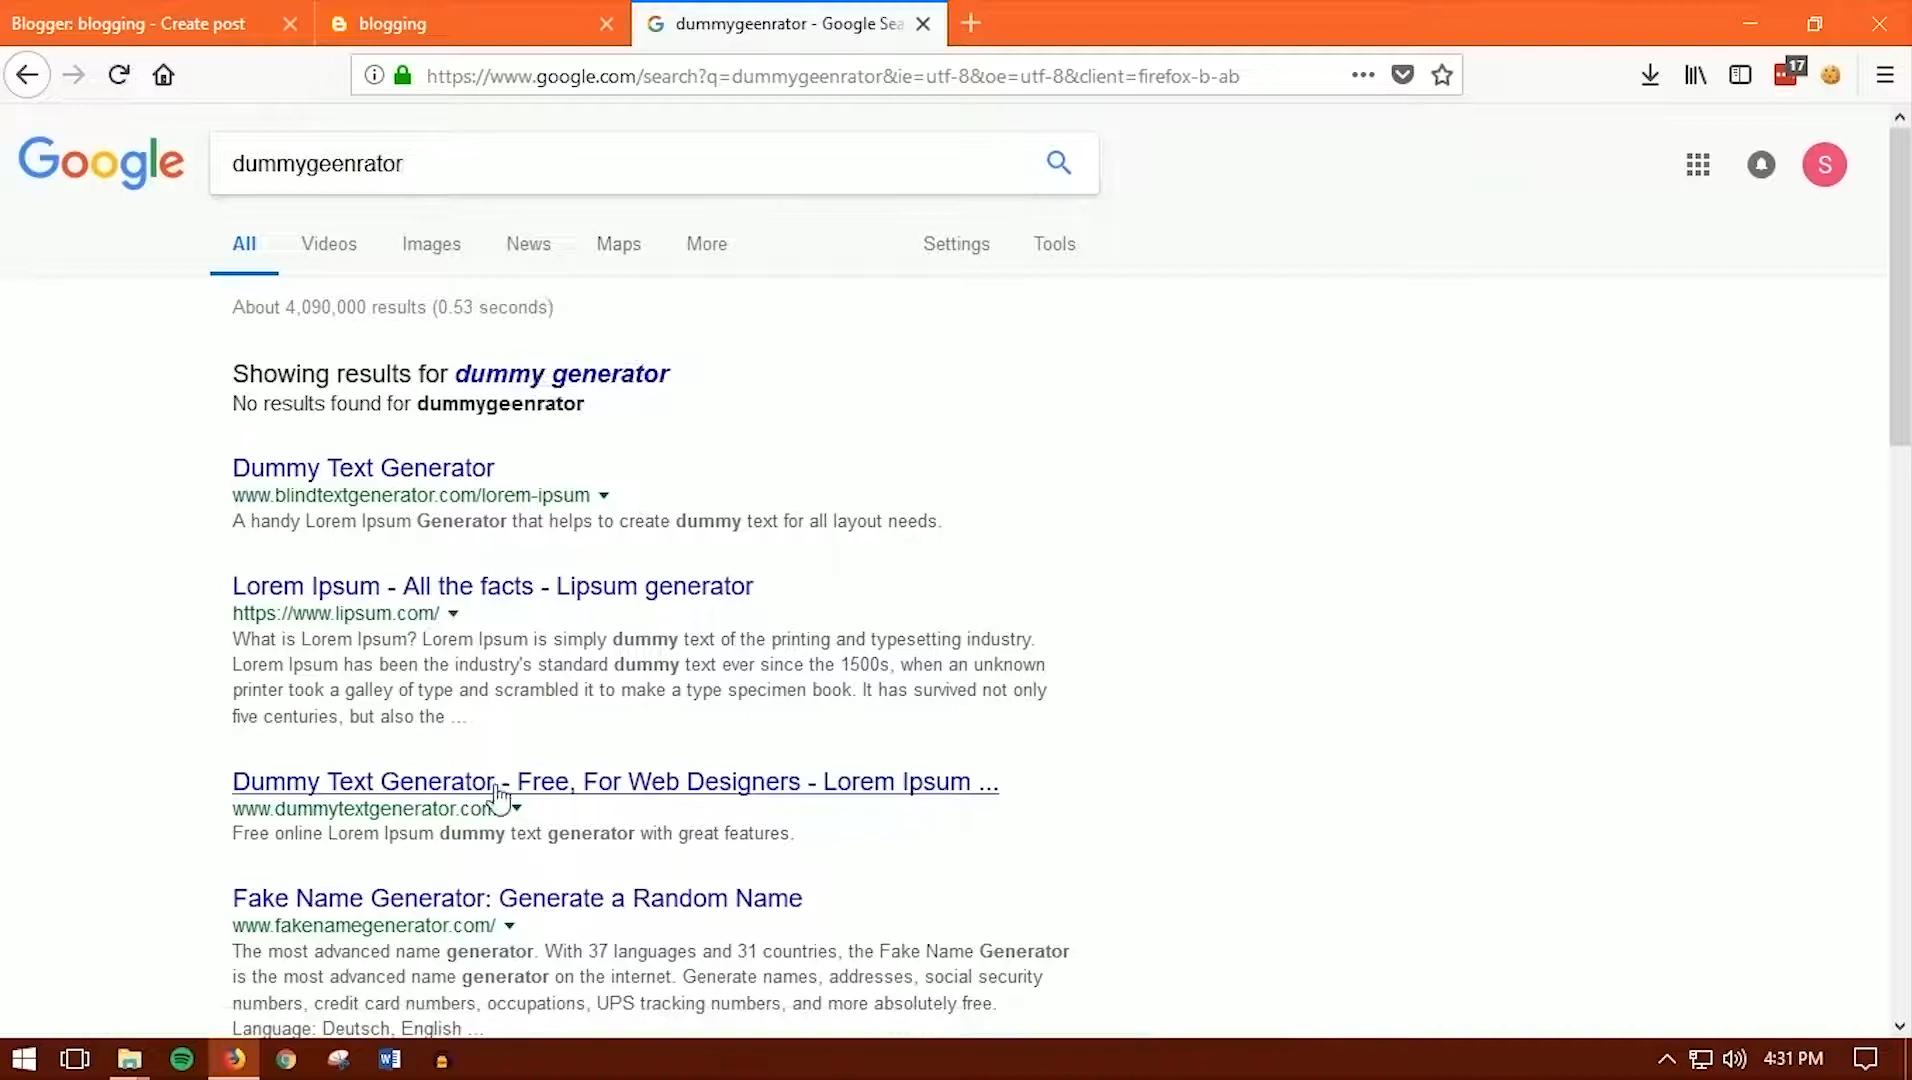 Blogger: blogging - Create post
blogging
dummygeenrator - Google Sea
https://www.google.com/search?q=dummygeenrator&ie=utf-8&oe=utf-8&client=firefox-b-ab
17
Google
dummygeenrator
S
All Videos Images News Maps More Settings Tools
About 4,090,000 results (0.53 seconds)
Showing results for dummy generator
No results found for dummygeenrator
Dummy Text Generator
www.blindtextgenerator.com/lorem-ipsum
A handy Lorem Ipsum Generator that helps to create dummy text for all layout needs.
Lorem Ipsum - All the facts - Lipsum generator
https://www.lipsum.com/
What is Lorem Ipsum? Lorem Ipsum is simply dummy text of the printing and typesetting industry.
Lorem Ipsum has been the industry's standard dummy text ever since the 1500s, when an unknown
printer took a galley of type and scrambled it to make a type specimen book. It has survived not only
five centuries, but also the ...
Dummy Text Generator - Free, For Web Designers - Lorem Ipsum ...
www.dummytextgenerator.com
Free online Lorem Ipsum dummy text generator with great features.
Fake Name Generator: Generate a Random Name
www.fakenamegenerator.com/
The most advanced name generator. With 37 languages and 31 countries, the Fake Name Generator
is the most advanced name generator on the internet. Generate names, addresses, social security
numbers, credit card numbers, occupations, UPS tracking numbers, and more absolutely free.
Language: Deutsch, English ...
4:31 PM